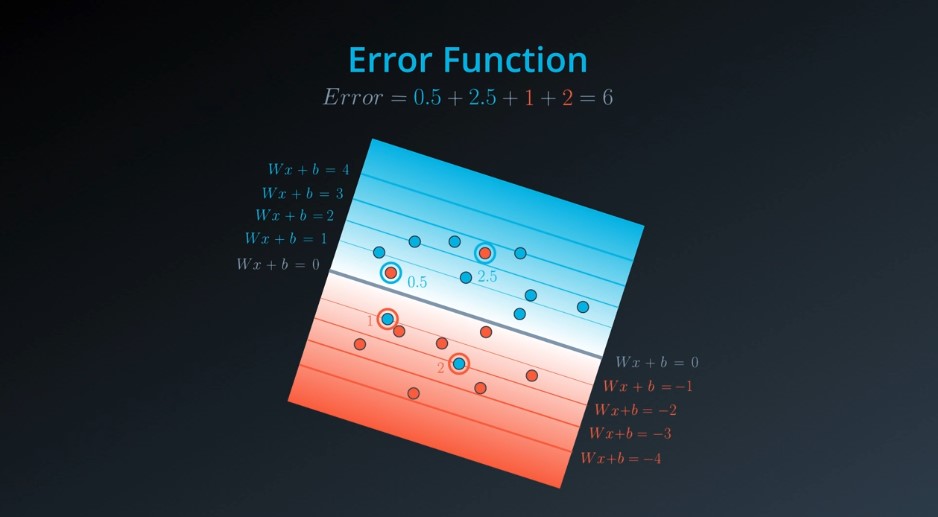 Error Function
Error = 0.5 + 2.5 + 1 + 2 = 6
Wx + b = 4
Wx + b = 3
Wx + b = 2
Wx + b = 1
Wx + b = 0
0.5
2.5
1
2
Wx + b = 0
Wx + b = −1
Wx+b = −2
Wx+b = −3
Wx+b = −4